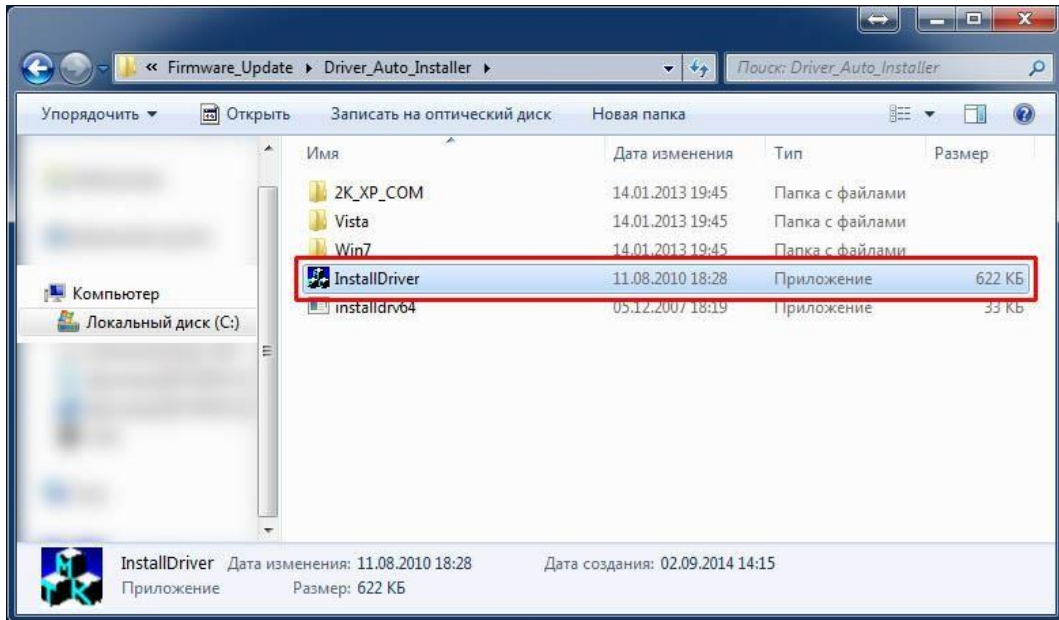 « Firmware_Update ▸ Driver_Auto_Installer ▸ Поиск: Driver_Auto_Installer
Упорядочить ▼ Открыть Записать на оптический диск Новая папка
Имя Дата изменения Тип Размер
2K_XP_COM 14.01.2013 19:45 Папка с файлами
Vista 14.01.2013 19:45 Папка с файлами
Win7 14.01.2013 19:45 Папка с файлами
InstallDriver 11.08.2010 18:28 Приложение 622 КБ
installdrv64 05.12.2007 18:19 Приложение 33 КБ
Компьютер
Локальный диск (C:)
InstallDriver Дата изменения: 11.08.2010 18:28 Дата создания: 02.09.2014 14:15
Приложение Размер: 622 КБ